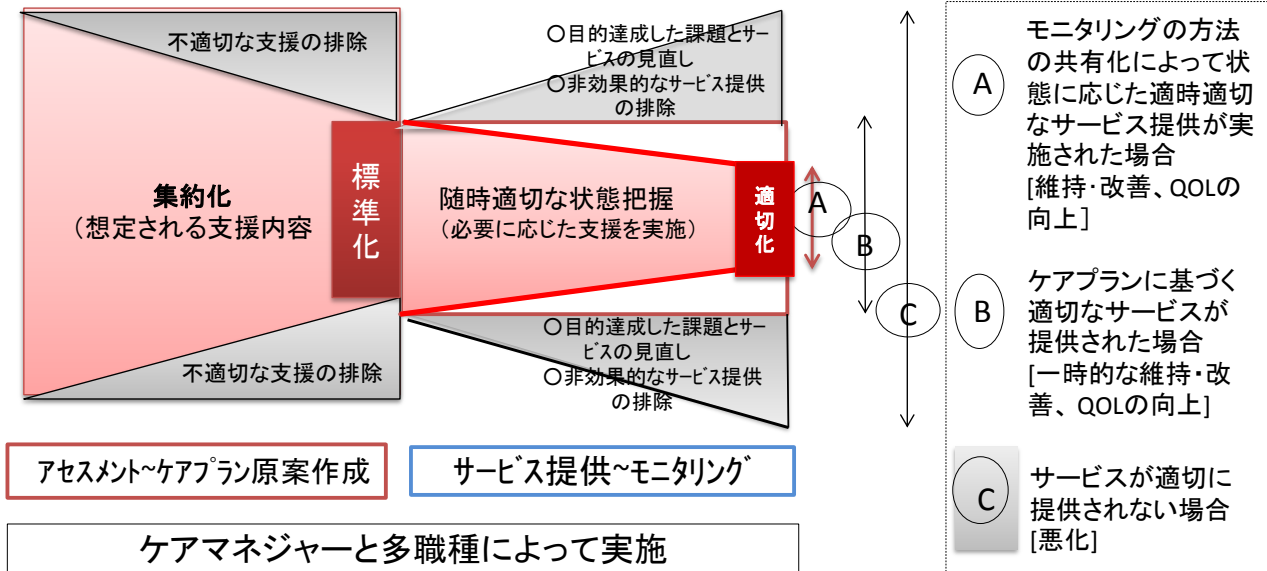 不適切な支援の排除
集約化
（想定される支援内容
不適切な支援の排除
標準化
○目的達成した課題とサー
ビスの見直し
○非効果的なサービス提供
の排除
随時適切な状態把握
（必要に応じた支援を実施）
適切化
○目的達成した課題とサー
ビスの見直し
○非効果的なサービス提供
の排除
A
B
C
アセスメント~ケアプラン原案作成
サービス提供~モニタリング
ケアマネジャーと多職種によって実施
A
モニタリングの方法
の共有化によって状
態に応じた適時適切
なサービス提供が実
施された場合
[維持・改善、QOLの
向上］
B
ケアプランに基づく
適切なサービスが
提供された場合
[一時的な維持・改
善、QOLの向上]
C
サービスが適切に
提供されない場合
[悪化]